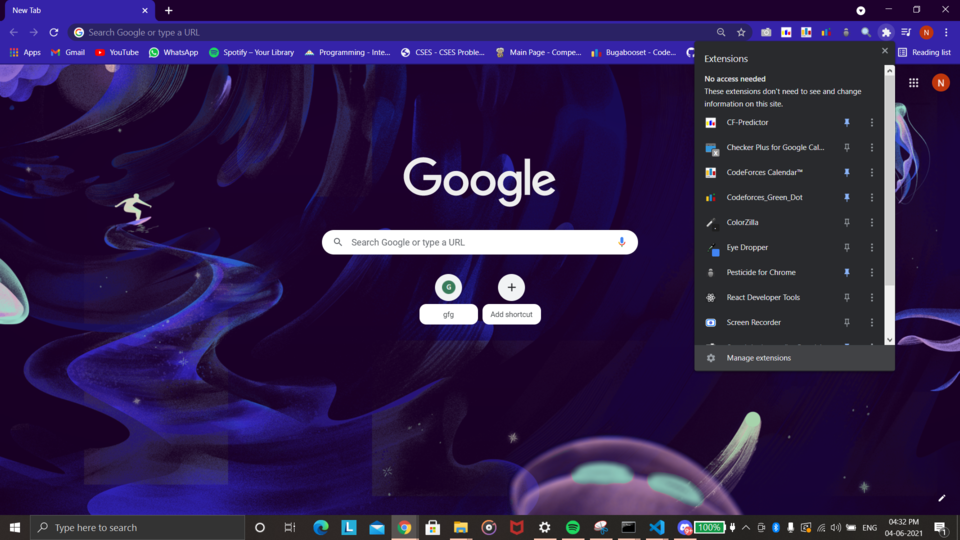 New Tab
Search Google or type a URL
N
Apps
Gmail
YouTube
WhatsApp
Spotify – Your Library
Programming - Inte...
CSES - CSES Proble...
Main Page - Compe...
Bugabooset - Code...
Reading list
Extensions
No access needed
These extensions don't need to see and change
information on this site.
CF-Predictor
Checker Plus for Google Cal...
CodeForces Calendar™
Codeforces_Green_Dot
ColorZilla
Eye Dropper
Pesticide for Chrome
React Developer Tools
Screen Recorder
Manage extensions
N
Google
Search Google or type a URL
G
gfg
Add shortcut
Type here to search
L
100%
ENG
04:32 PM
04-06-2021
1